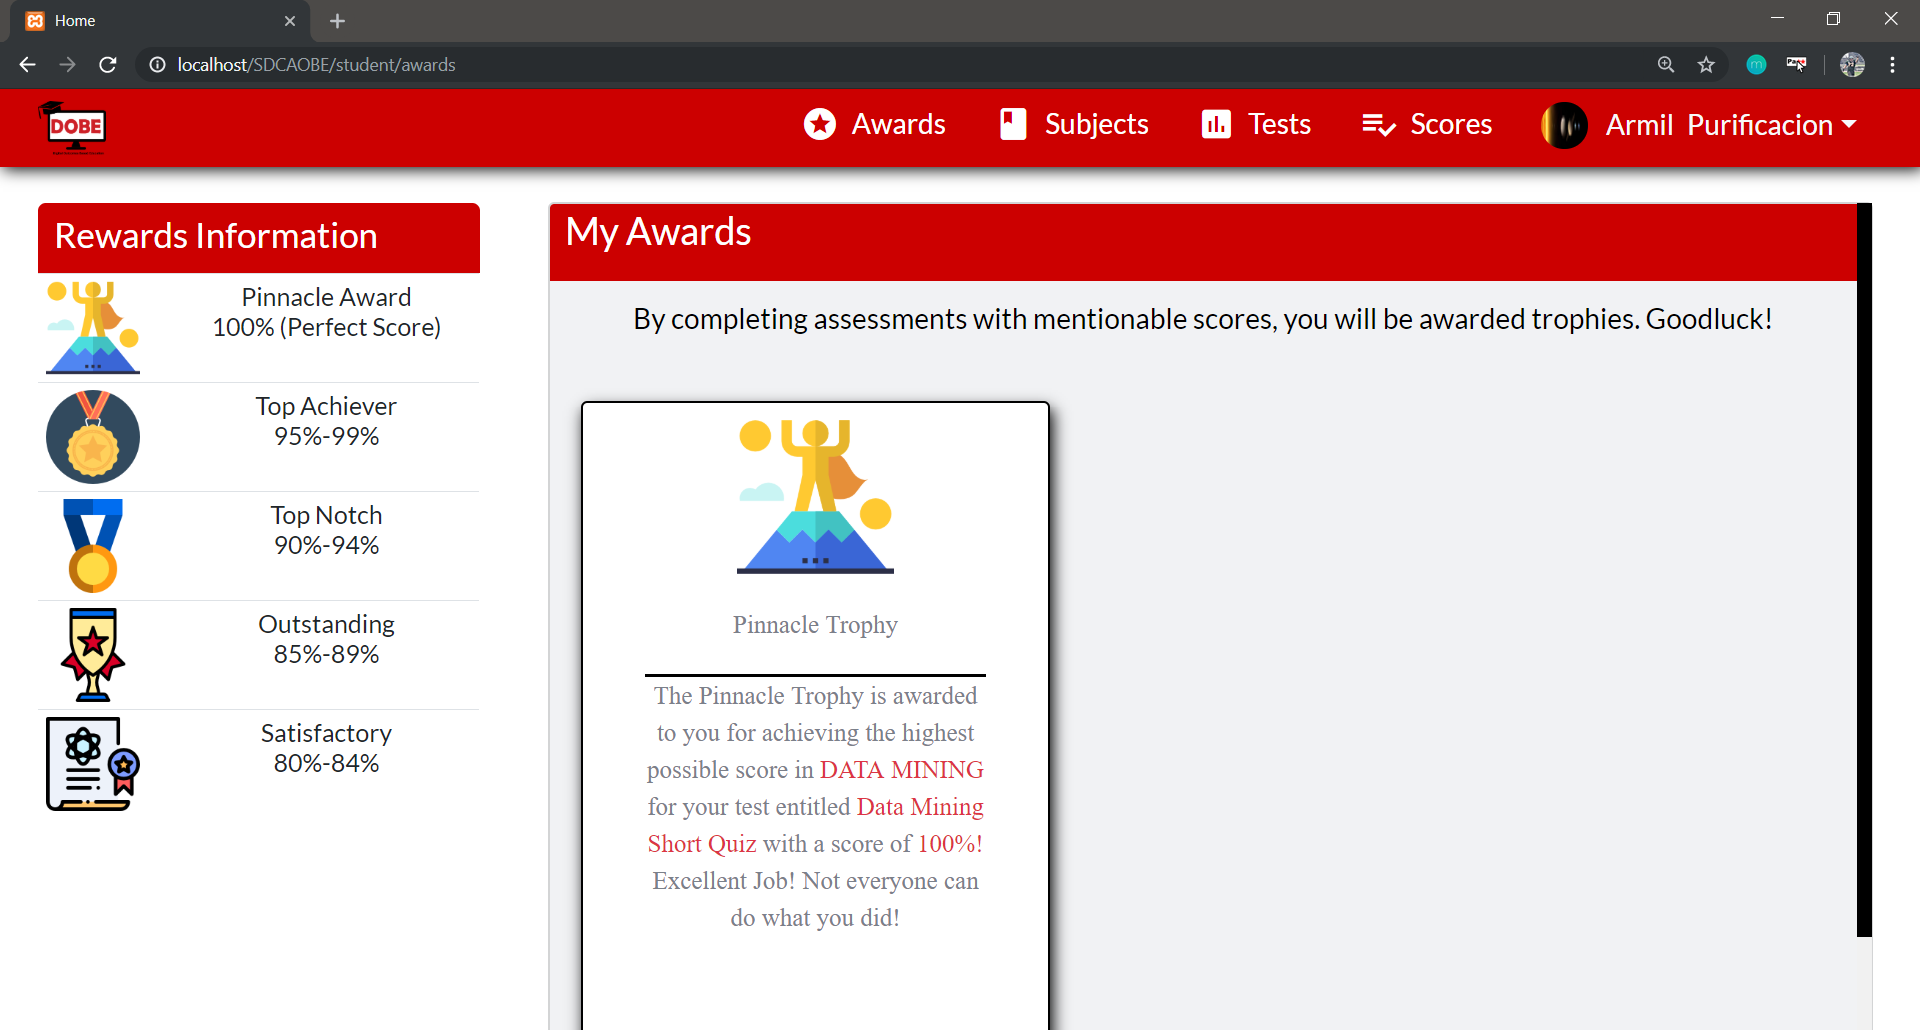 Home
localhost/SDCAOBE/student/awards
DOBE
Awards
Subjects
Tests
Scores
Armil Purificacion
Rewards Information
Pinnacle Award
100% (Perfect Score)
Top Achiever
95%-99%
Top Notch
90%-94%
Outstanding
85%-89%
Satisfactory
80%-84%
My Awards
By completing assessments with mentionable scores, you will be awarded trophies. Goodluck!
Pinnacle Trophy
The Pinnacle Trophy is awarded
to you for achieving the highest
possible score in DATA MINING
for your test entitled Data Mining
Short Quiz with a score of 100%!
Excellent Job! Not everyone can
do what you did!